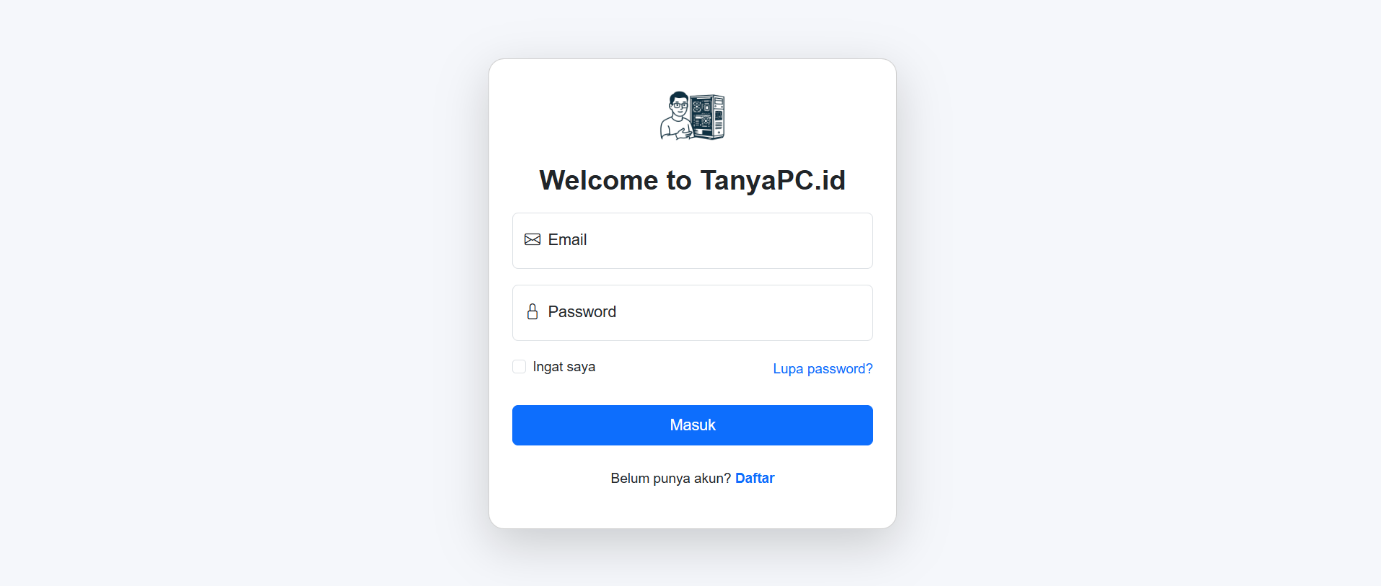 Welcome to TanyaPC.id
Email
Password
Ingat saya
Lupa password?
Masuk
Belum punya akun? Daftar